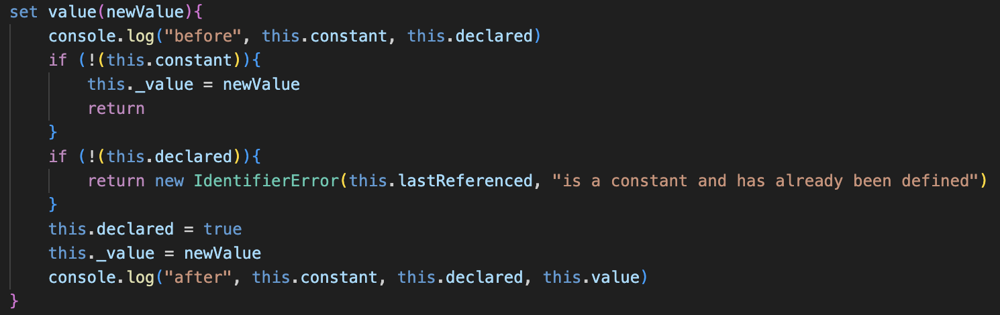 set value(newValue){
    console.log("before", this.constant, this.declared)
    if (!(this.constant)){
        this._value = newValue
        return
    }
    if (!(this.declared)){
        return new IdentifierError(this.lastReferenced, "is a constant and has already been defined")
    }
    this.declared = true
    this._value = newValue
    console.log("after", this.constant, this.declared, this.value)
}